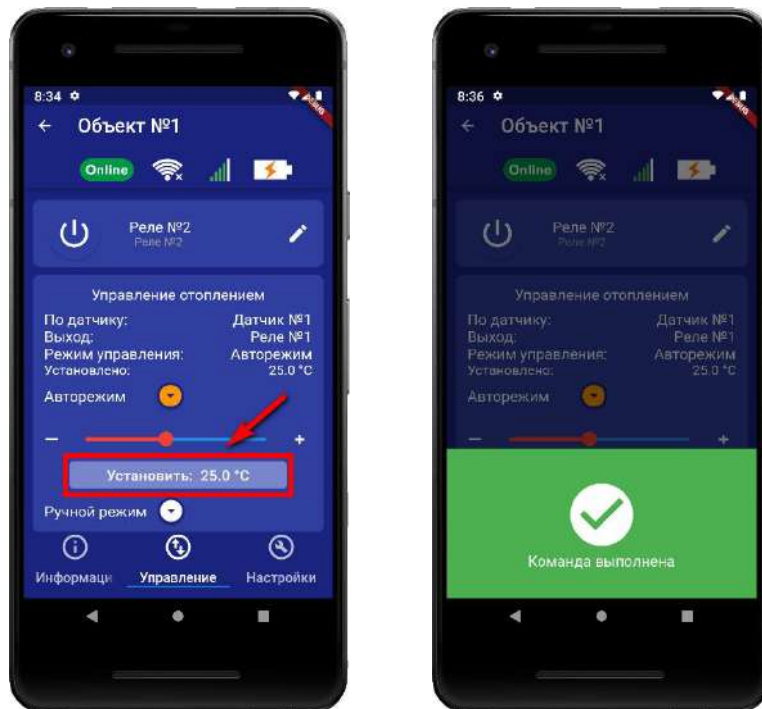 8:34
DEBUG
Объект №1
Online
Реле №2
Реле №2
Управление отоплением
По датчику: Датчик №1
Выход: Реле №1
Режим управления: Авторежим
Установлено: 25.0 °C
Авторежим
− +
Установить: 25.0 °C
Ручной режим
Информаци Управление Настройки
8:36
DEBUG
Объект №1
Online
Реле №2
Реле №2
Управление отоплением
По датчику: Датчик №1
Выход: Реле №1
Режим управления: Авторежим
Установлено: 25.0 °C
Авторежим
− +
Команда выполнена